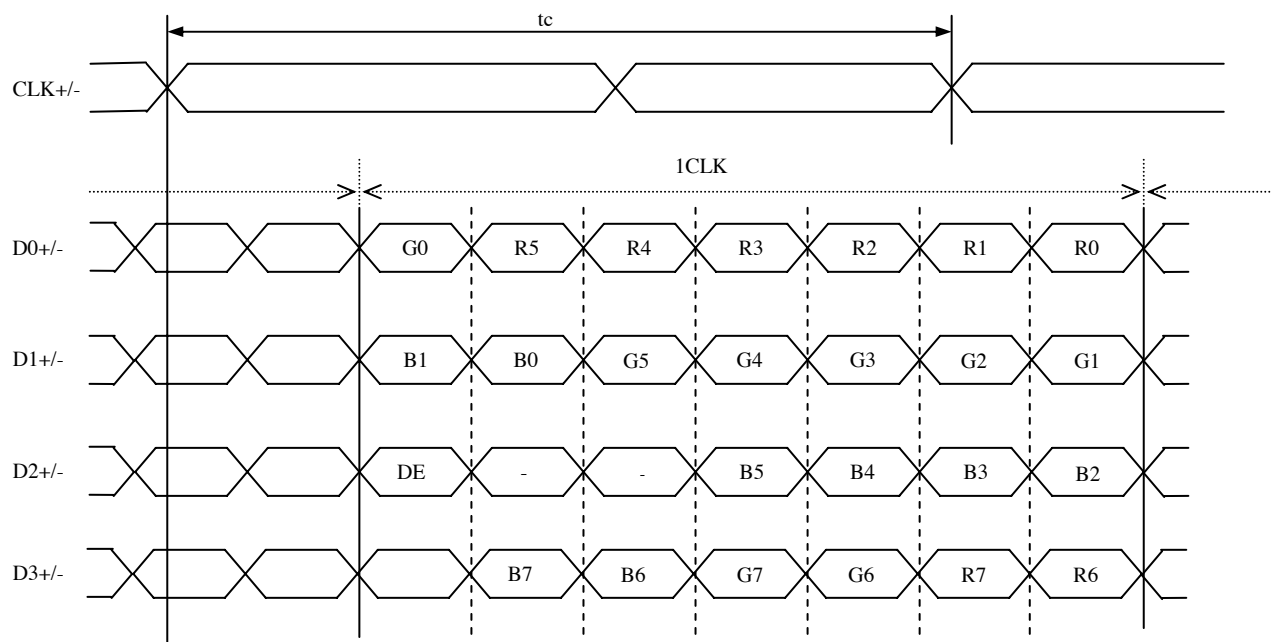 tc
CLK+/-
1CLK
D0+/- G0 R5 R4 R3 R2 R1 R0
D1+/- B1 B0 G5 G4 G3 G2 G1
D2+/- DE - - B5 B4 B3 B2
D3+/- B7 B6 G7 G6 R7 R6